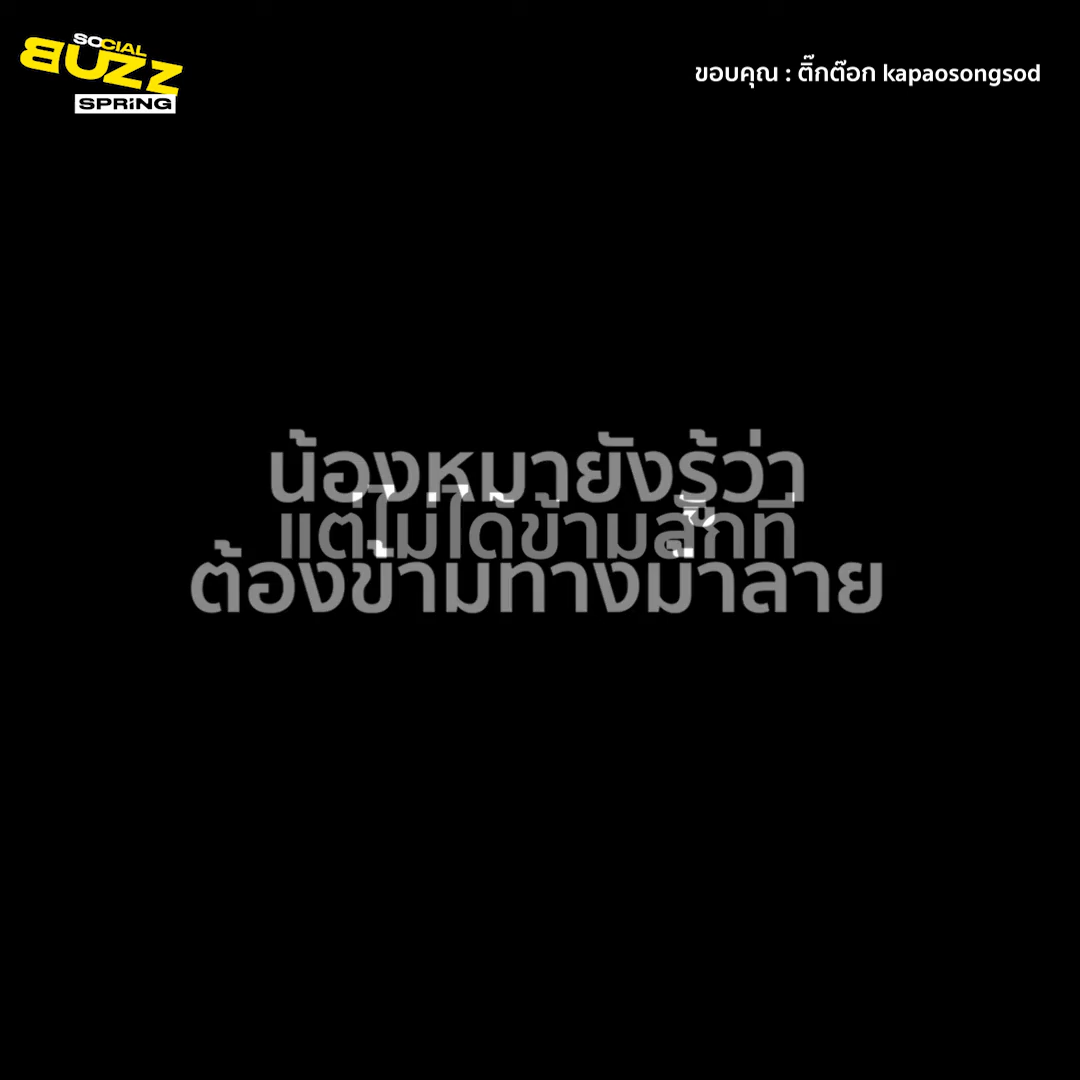 SOCIAL
BUZZ
SPRiNG
ขอบคุณ : ติ๊กต๊อก kapaosongsod
น้องหมายังรู้ว่า
แต่ไม่ได้ข้ามสักที
ต้องข้ามทางม้าลาย